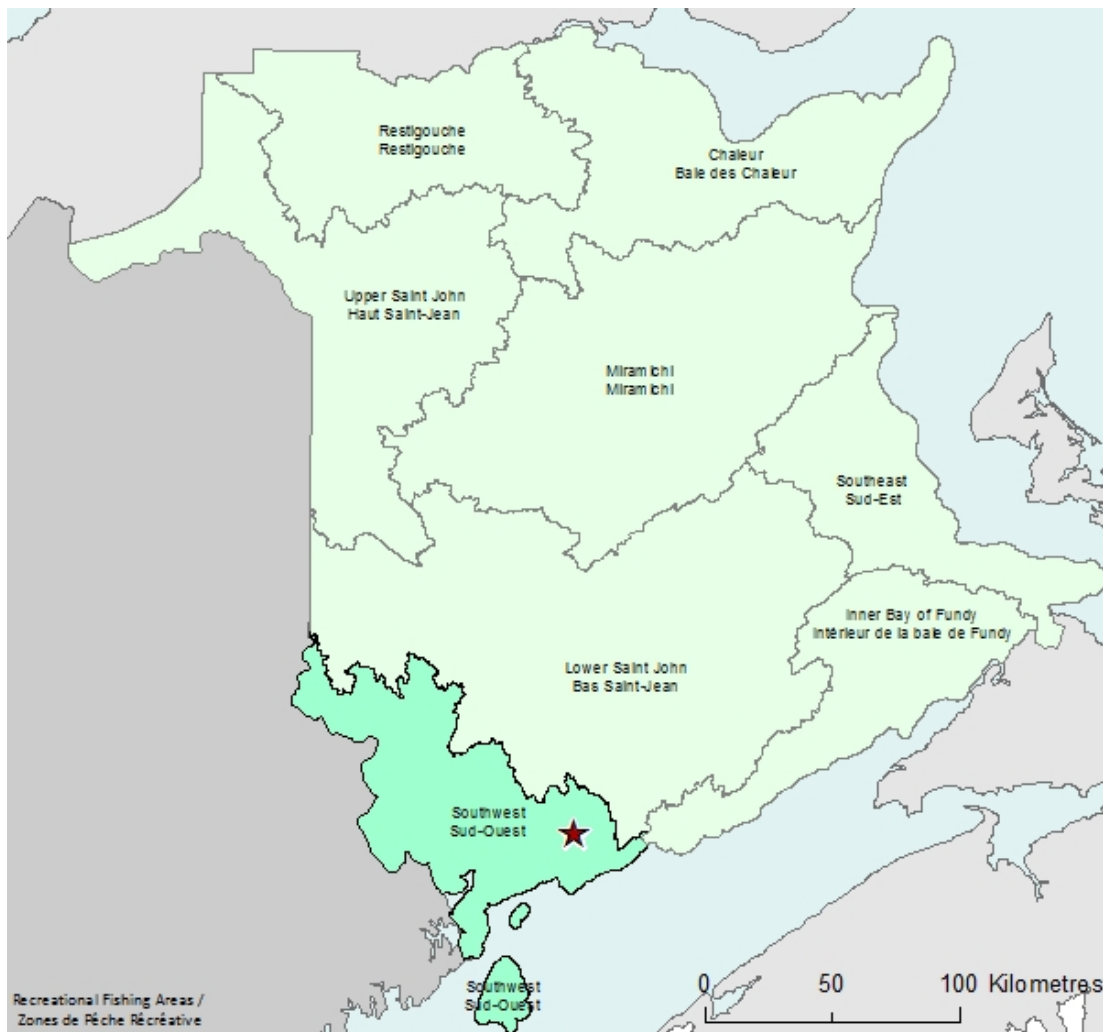 Restigouche
Restigouche
Chaleur
Baie des Chaleur
Upper Saint John
Haut Saint-Jean
Miramichi
Miramichi
Southeast
Sud-Est
Inner Bay of Fundy
Intérieur de la baie de Fundy
Lower Saint John
Bas Saint-Jean
Southwest
Sud-Ouest
Southwest
Sud-Ouest
0 50 100 Kilometres
Recreational Fishing Areas /
Zones de Pêche Récréative